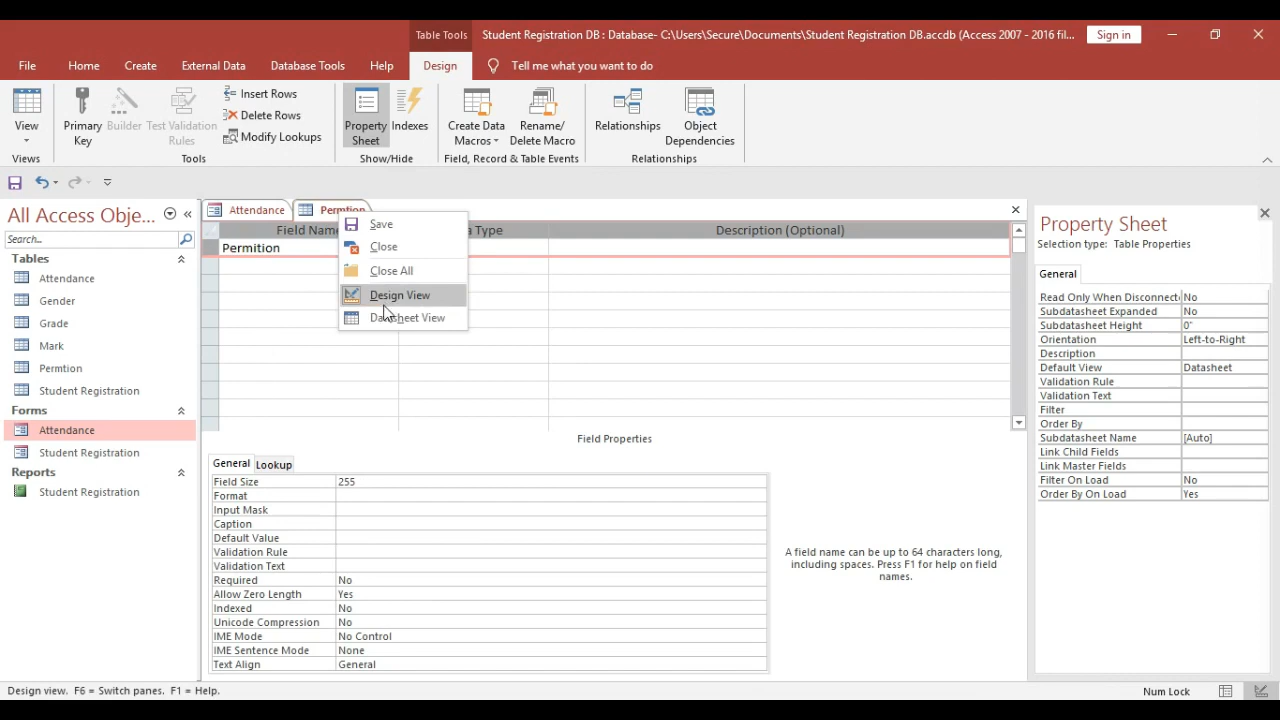 Table Tools
Student Registration DB : Database- C:\Users\Secure\Documents\Student Registration DB.accdb (Access 2007 - 2016 fil...
Sign in
File Home Create External Data Database Tools Help Design Tell me what you want to do
View
Views
Primary Key
Builder
Test Validation Rules
Insert Rows
Delete Rows
Modify Lookups
Tools
Property Sheet
Indexes
Show/Hide
Create Data Macros
Rename/ Delete Macro
Field, Record & Table Events
Relationships
Object Dependencies
Relationships
All Access Obje...
Search...
Tables
Attendance
Gender
Grade
Mark
Permtion
Student Registration
Forms
Attendance
Student Registration
Reports
Student Registration
Attendance
Permtion
Field Name
Type
Description (Optional)
Permition
Save
Close
Close All
Design View
Datasheet View
Field Properties
General Lookup
Field Size 255
Format
Input Mask
Caption
Default Value
Validation Rule
Validation Text
Required No
Allow Zero Length Yes
Indexed No
Unicode Compression No
IME Mode No Control
IME Sentence Mode None
Text Align General
A field name can be up to 64 characters long,
including spaces. Press F1 for help on field
names.
Property Sheet
Selection type: Table Properties
General
Read Only When Disconnect No
Subdatasheet Expanded No
Subdatasheet Height 0"
Orientation Left-to-Right
Description
Default View Datasheet
Validation Rule
Validation Text
Filter
Order By
Subdatasheet Name [Auto]
Link Child Fields
Link Master Fields
Filter On Load No
Order By On Load Yes
Design view. F6 = Switch panes. F1 = Help.
Num Lock